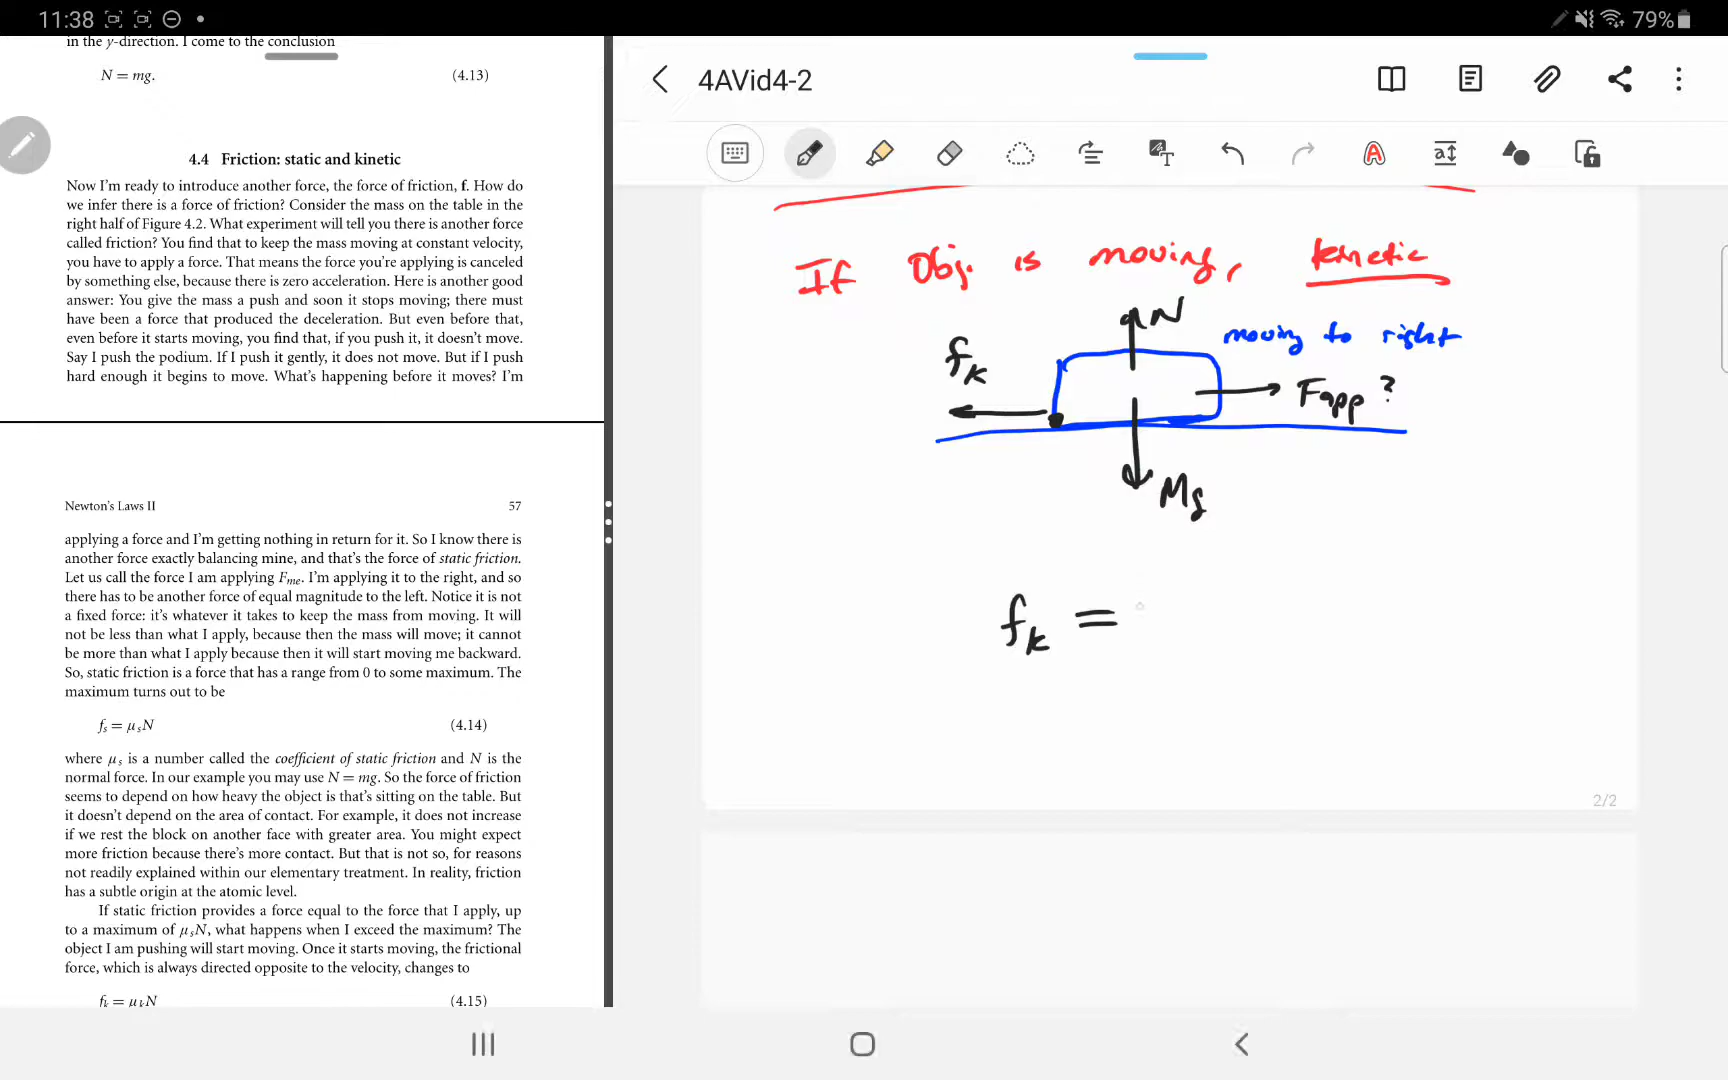 11:38
79%
in the y-direction. I come to the conclusion
N = mg. (4.13)
4.4 Friction: static and kinetic
Now I'm ready to introduce another force, the force of friction, f. How do
we infer there is a force of friction? Consider the mass on the table in the
right half of Figure 4.2. What experiment will tell you there is another force
called friction? You find that to keep the mass moving at constant velocity,
you have to apply a force. That means the force you're applying is canceled
by something else, because there is zero acceleration. Here is another good
answer: You give the mass a push and soon it stops moving; there must
have been a force that produced the deceleration. But even before that,
even before it starts moving, you find that, if you push it, it doesn't move.
Say I push the podium. If I push it gently, it does not move. But if I push
hard enough it begins to move. What's happening before it moves? I'm
Newton's Laws II 57
applying a force and I'm getting nothing in return for it. So I know there is
another force exactly balancing mine, and that's the force of static friction.
Let us call the force I am applying Fme. I'm applying it to the right, and so
there has to be another force of equal magnitude to the left. Notice it is not
a fixed force: it's whatever it takes to keep the mass from moving. It will
not be less than what I apply, because then the mass will move; it cannot
be more than what I apply because then it will start moving me backward.
So, static friction is a force that has a range from 0 to some maximum. The
maximum turns out to be
fs = μsN (4.14)
where μs is a number called the coefficient of static friction and N is the
normal force. In our example you may use N = mg. So the force of friction
seems to depend on how heavy the object is that's sitting on the table. But
it doesn't depend on the area of contact. For example, it does not increase
if we rest the block on another face with greater area. You might expect
more friction because there's more contact. But that is not so, for reasons
not readily explained within our elementary treatment. In reality, friction
has a subtle origin at the atomic level.
If static friction provides a force equal to the force that I apply, up
to a maximum of μsN, what happens when I exceed the maximum? The
object I am pushing will start moving. Once it starts moving, the frictional
force, which is always directed opposite to the velocity, changes to
fk = μkN (4.15)
4AVid4-2
If Obj. is moving, kinetic
N
moving to right
fk
Fapp ?
Mg
fk =
2/2